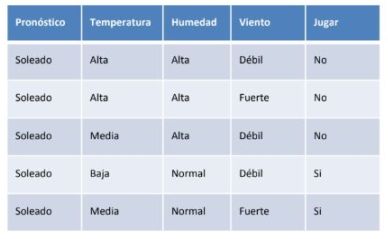 Pronóstico Temperatura Humedad Viento Jugar
Soleado Alta Alta Débil No
Soleado Alta Alta Fuerte No
Soleado Media Alta Débil No
Soleado Baja Normal Débil Si
Soleado Media Normal Fuerte Si